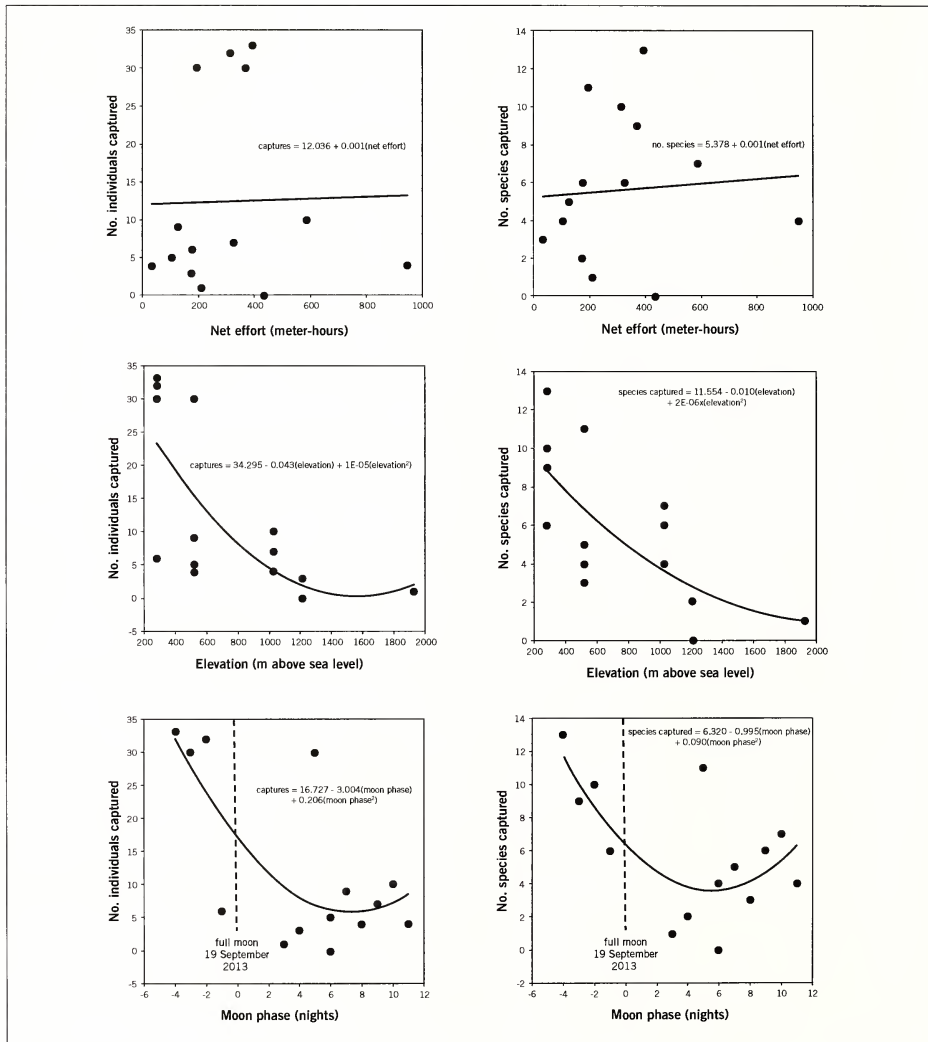 No. individuals captured
35
30
25
20
15
10
5
0
captures = 12.036 + 0.001(net effort)
0 200 400 600 800 1000
Net effort (meter-hours)
No. species captured
14
12
10
8
6
4
2
0
no. species = 5.378 + 0.001(net effort)
0 200 400 600 800 1000
Net effort (meter-hours)
No. individuals captured
35
30
25
20
15
10
5
0
-5
captures = 34.295 - 0.043(elevation) + 1E-05(elevation²)
200 400 600 800 1000 1200 1400 1600 1800 2000
Elevation (m above sea level)
No. species captured
14
12
10
8
6
4
2
0
species captured = 11.554 - 0.010(elevation)
+ 2E-06x(elevation²)
200 400 600 800 1000 1200 1400 1600 1800 2000
Elevation (m above sea level)
No. individuals captured
35
30
25
20
15
10
5
0
-5
captures = 16.727 - 3.004(moon phase)
+ 0.206(moon phase²)
full moon
19 September
2013
-6 -4 -2 0 2 4 6 8 10 12
Moon phase (nights)
No. species captured
14
12
10
8
6
4
2
0
-2
species captured = 6.320 - 0.995(moon phase)
+ 0.090(moon phase²)
full moon
19 September
2013
-6 -4 -2 0 2 4 6 8 10 12
Moon phase (nights)